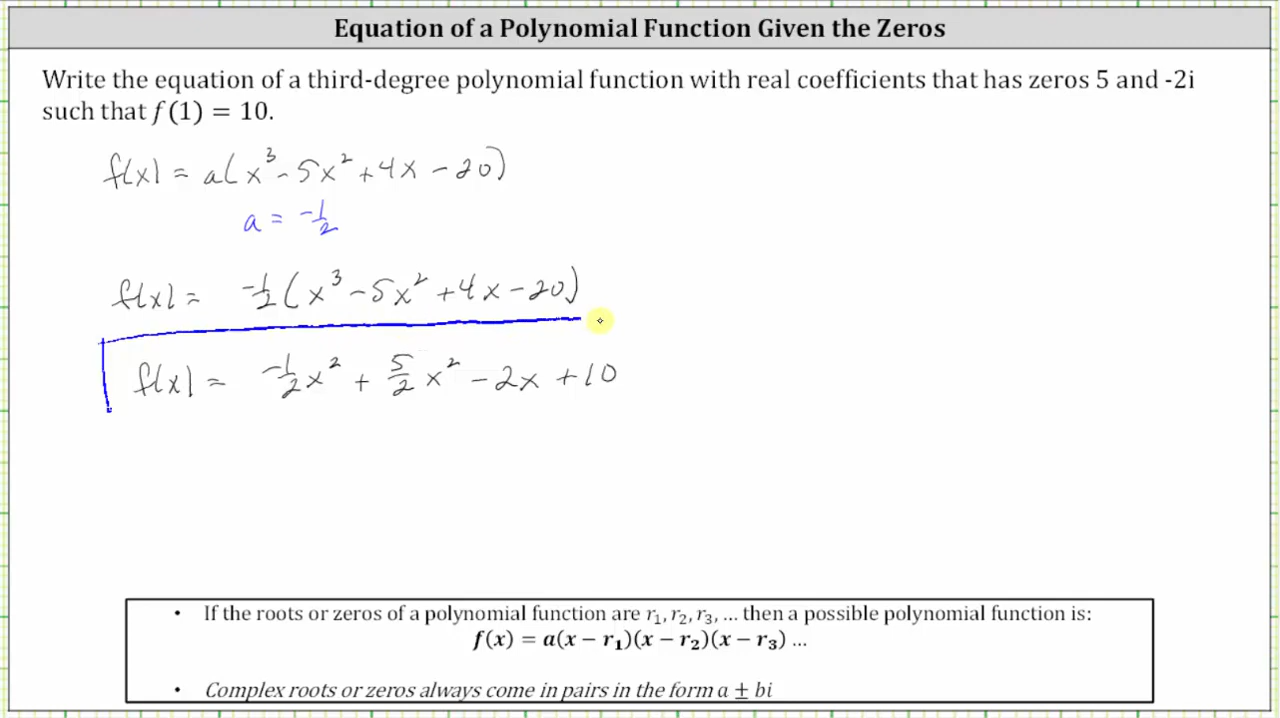 Equation of a Polynomial Function Given the Zeros
Write the equation of a third-degree polynomial function with real coefficients that has zeros 5 and -2i
such that f(1) = 10.
f(x) = a(x³ - 5x² + 4x - 20)
a = -1/2
f(x) = -1/2 (x³ - 5x² + 4x - 20)
f(x) = -1/2 x² + 5/2 x² - 2x + 10
• If the roots or zeros of a polynomial function are r₁, r₂, r₃, … then a possible polynomial function is:
f(x) = a(x − r₁)(x − r₂)(x − r₃) …
• Complex roots or zeros always come in pairs in the form a ± bi